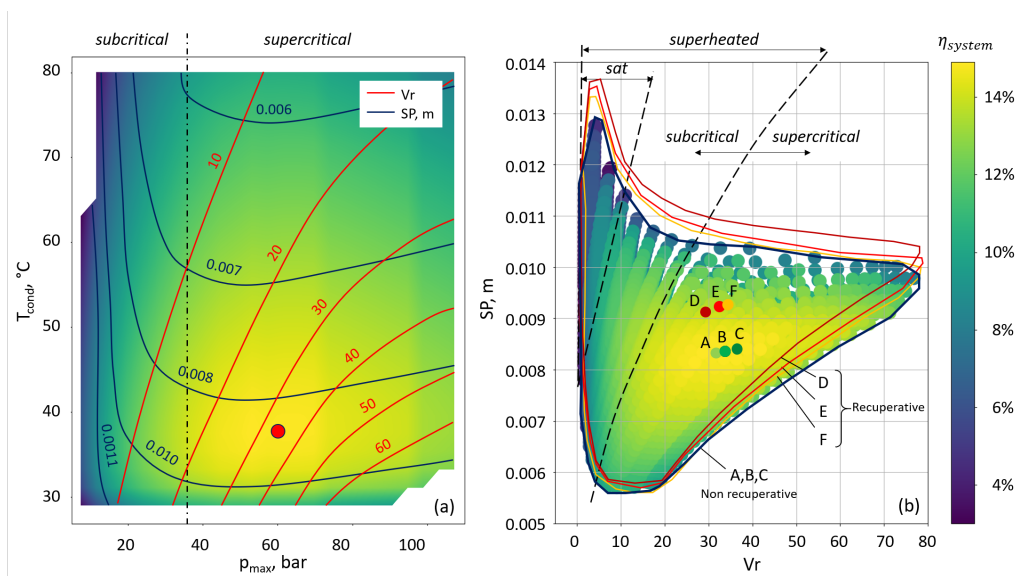 subcritical
supercritical
80
70
60
50
40
30
T_cond, °C
20
40
60
80
100
p_max, bar
Vr
SP, m
0.006
0.007
0.008
0.010
0.0011
10
20
30
40
50
60
(a)
superheated
sat
subcritical
supercritical
0.014
0.013
0.012
0.011
0.010
0.009
0.008
0.007
0.006
0.005
SP, m
0
10
20
30
40
50
60
70
80
Vr
D
E
F
A
B
C
D
E
F
Recuperative
A,B,C
Non recuperative
(b)
η_system
14%
12%
10%
8%
6%
4%